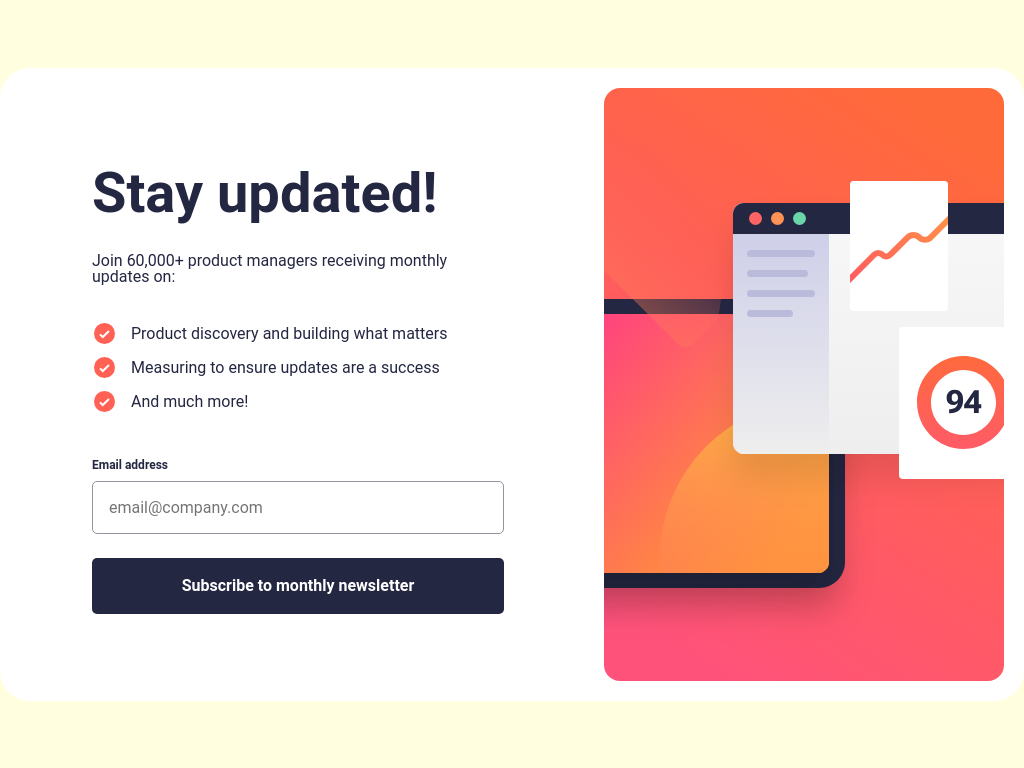 Stay updated!
Join 60,000+ product managers receiving monthly
updates on:
Product discovery and building what matters
Measuring to ensure updates are a success
And much more!
Email address
email@company.com
Subscribe to monthly newsletter
94